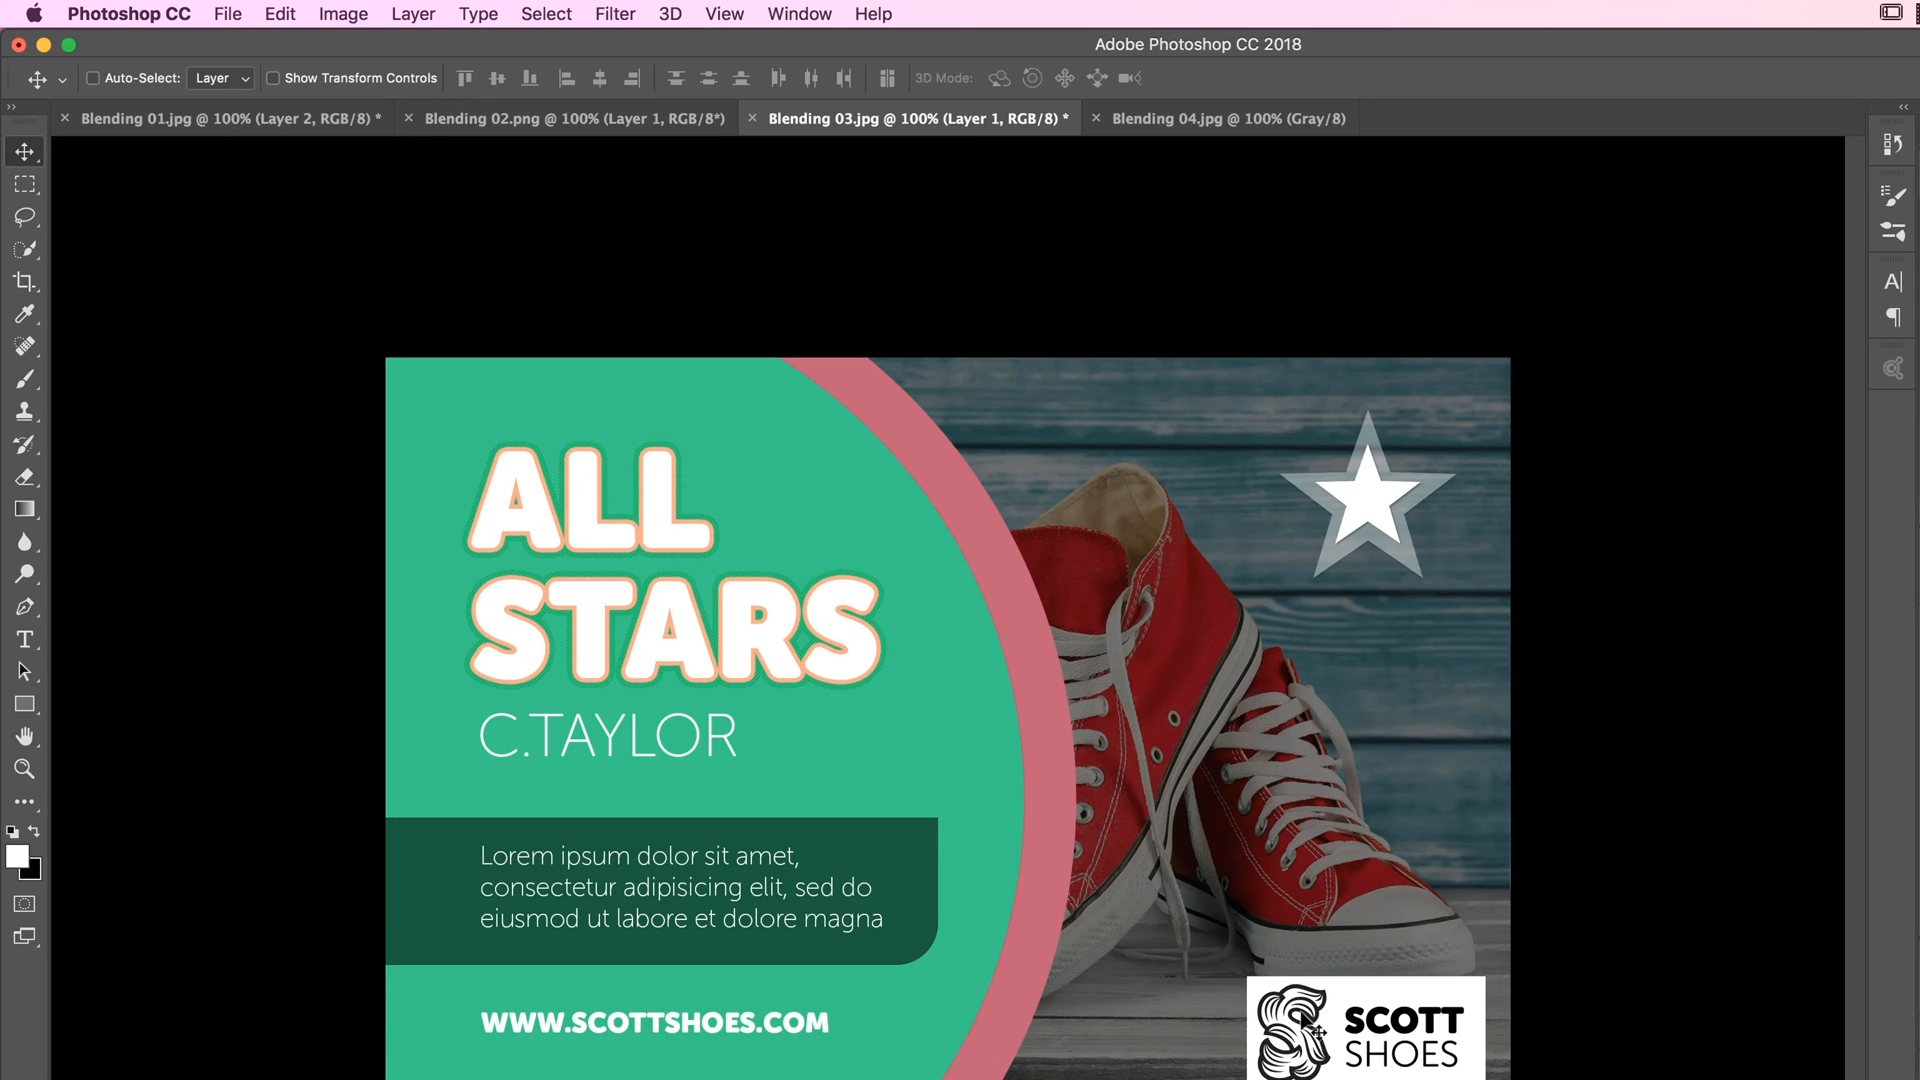 Photoshop CC File Edit Image Layer Type Select Filter 3D View Window Help
Adobe Photoshop CC 2018
Auto-Select: Layer Show Transform Controls 3D Mode:
Blending 01.jpg @ 100% (Layer 2, RGB/8) * Blending 02.png @ 100% (Layer 1, RGB/8*) Blending 03.jpg @ 100% (Layer 1, RGB/8) * Blending 04.jpg @ 100% (Gray/8)
ALL
STARS
C.TAYLOR
Lorem ipsum dolor sit amet,
consectetur adipisicing elit, sed do
eiusmod ut labore et dolore magna
WWW.SCOTTSHOES.COM
SCOTT
SHOES